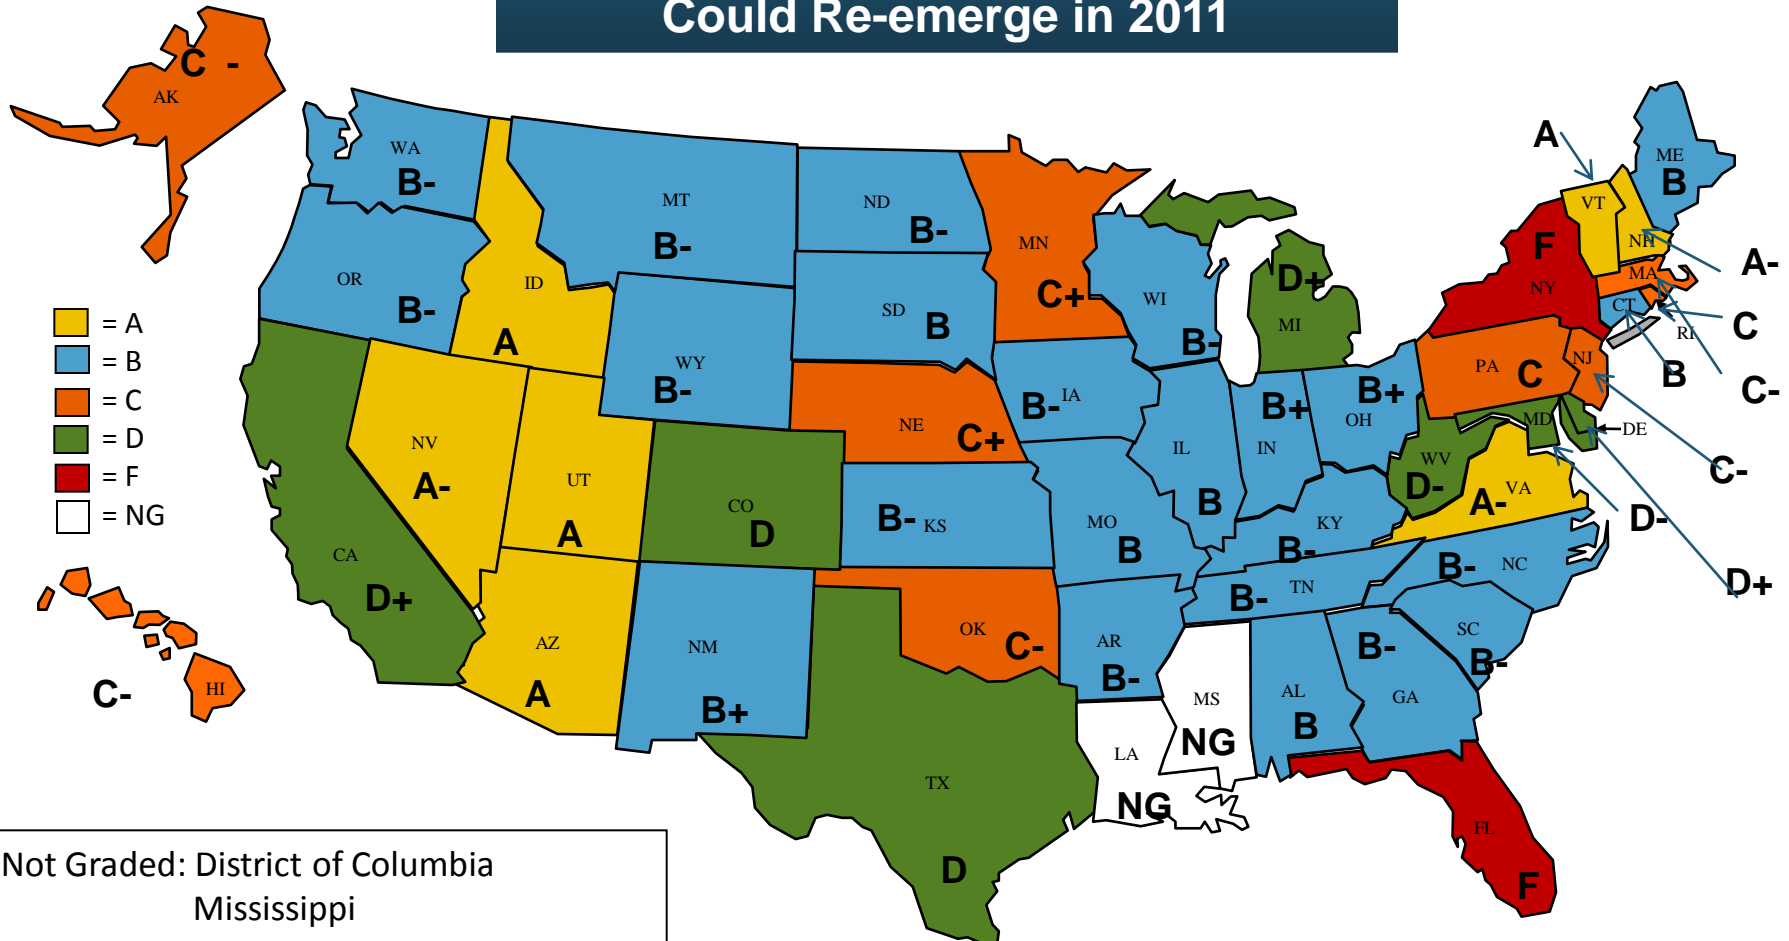 Could Re-emerge in 2011
C -
AK
WA
B-
MT
B-
ND
B-
MN
C+
OR
B-
ID
A
SD
B
WI
B-
D+
MI
A
VT
ME
B
F
NY
NH
A-
MA
CT
RI
C
B
C-
= A
= B
= C
= D
= F
= NG
WY
B-
NE
C+
B- IA
IL
B
B+
IN
B+
OH
PA C
NJ
C-
MD
DE
D-
D+
WV
D-
VA
A-
NV
A-
UT
A
CO
D
B- KS
MO
B
KY
B-
CA
D+
AZ
A
NM
B+
OK
C-
AR
B-
TN
B-
B- NC
SC
B-
MS
NG
AL
B
B-
GA
LA
NG
TX
D
FL
F
HI
C-
Not Graded: District of Columbia
Mississippi